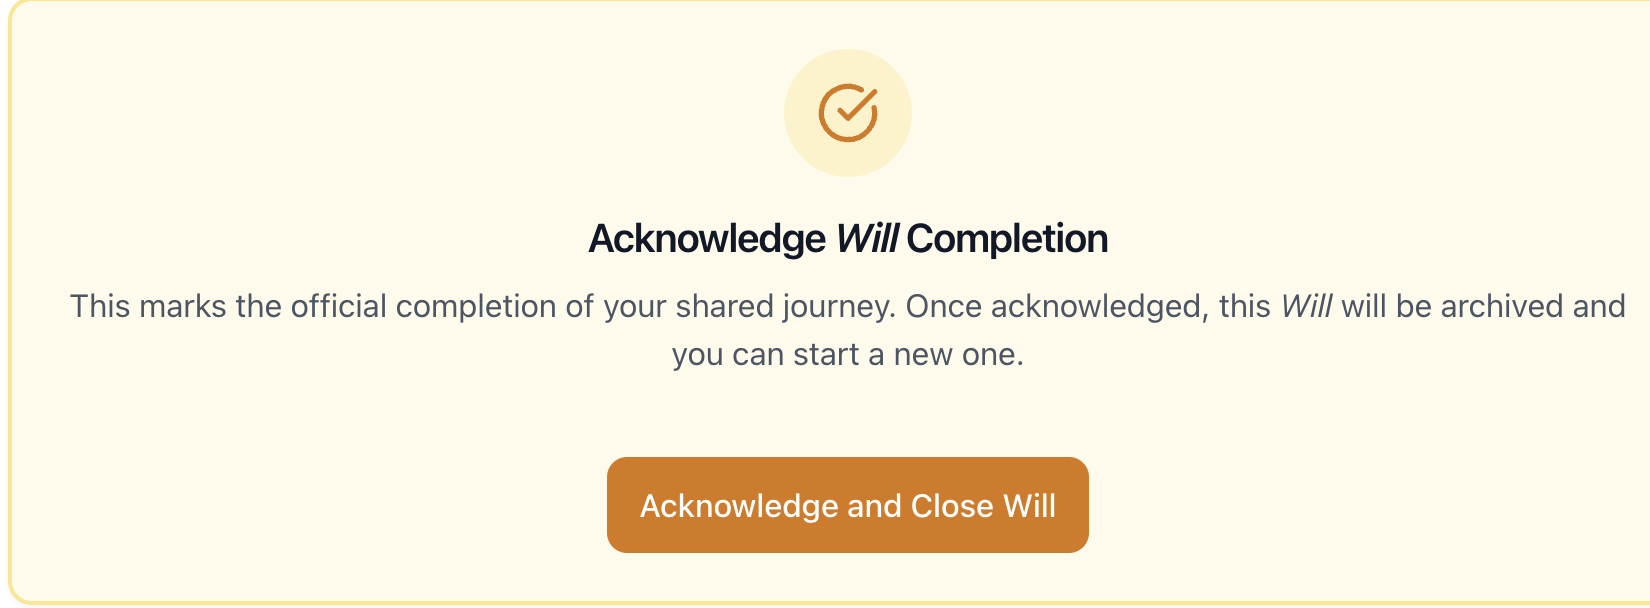 Acknowledge Will Completion
This marks the official completion of your shared journey. Once acknowledged, this Will will be archived and
you can start a new one.
Acknowledge and Close Will